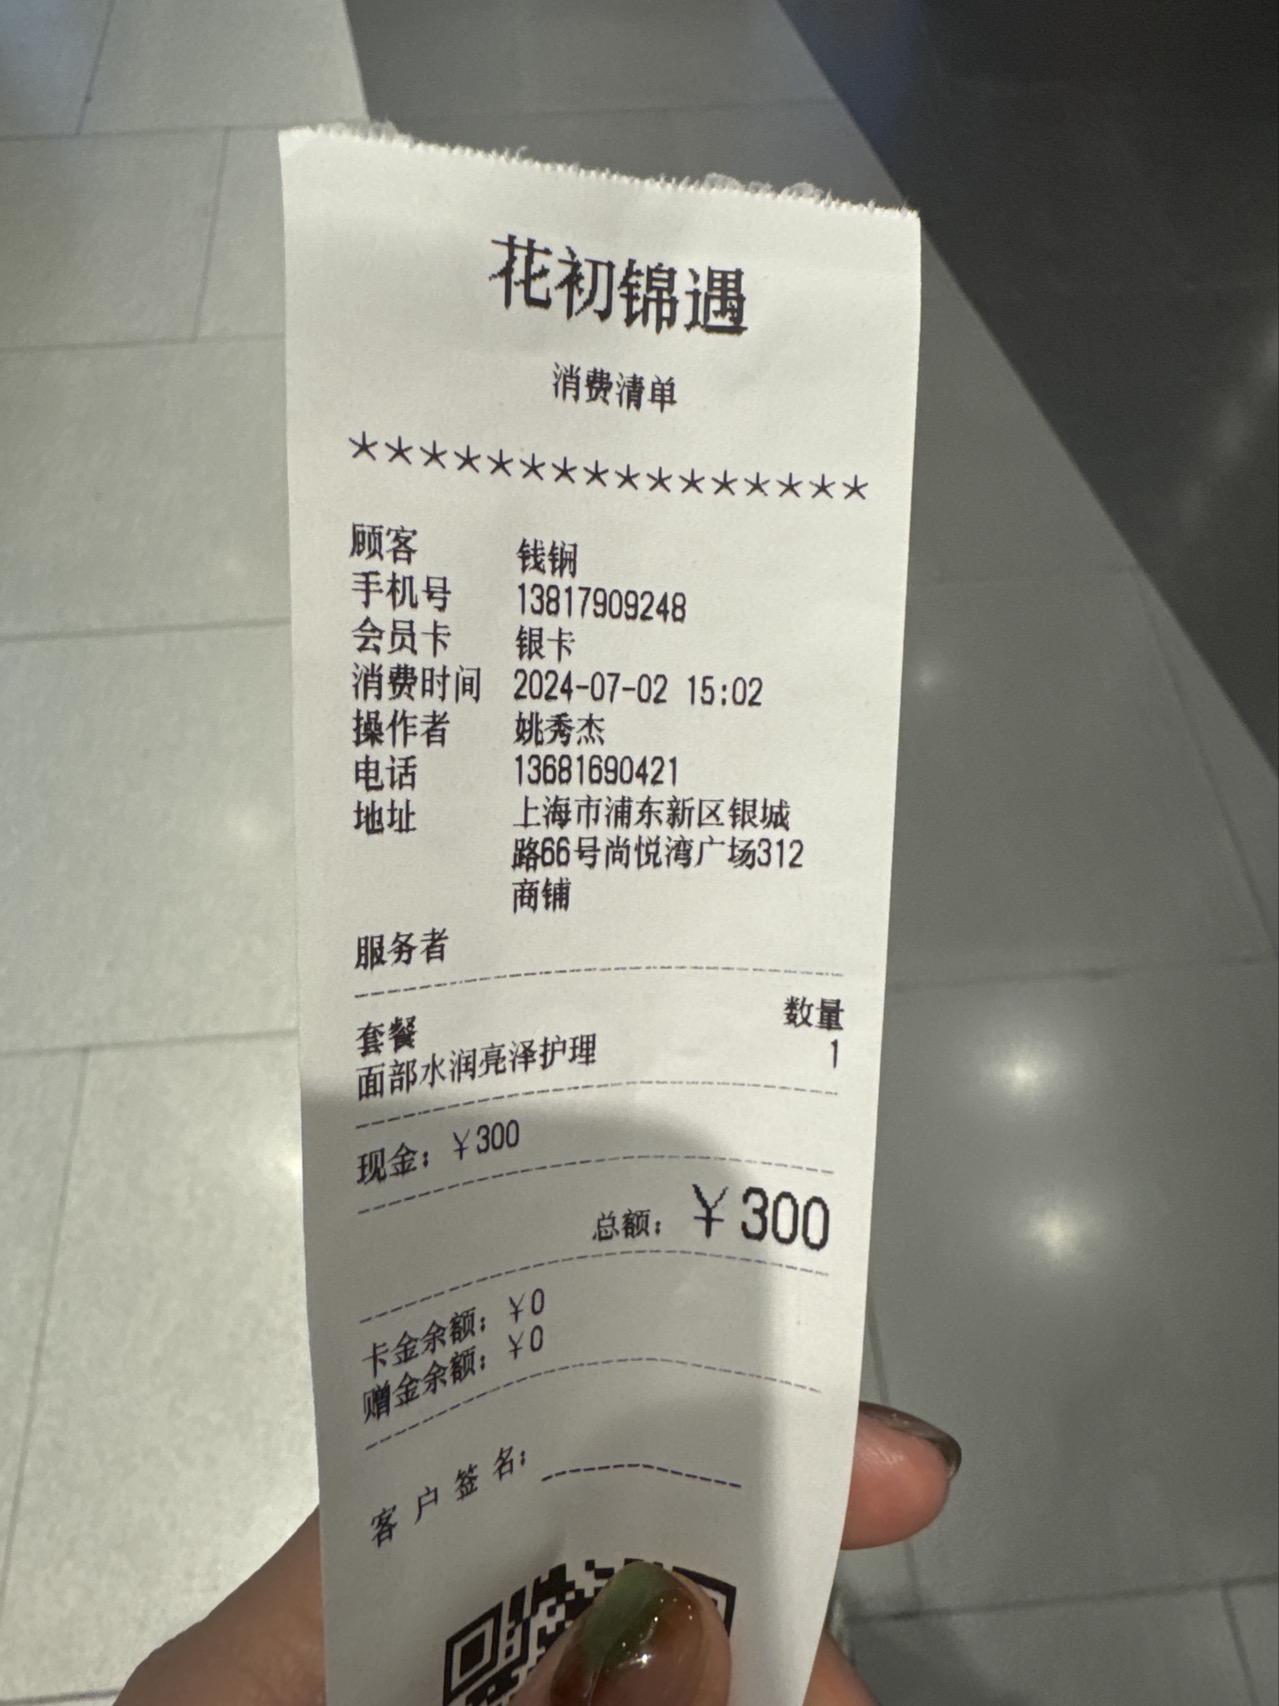 花初锦遇
消费清单
****************
顾客 钱锎
手机号 13817909248
会员卡 银卡
消费时间 2024-07-02 15:02
操作者 姚秀杰
电话 13681690421
地址 上海市浦东新区银城
路66号尚悦湾广场312
商铺
服务者
套餐 数量
面部水润亮泽护理 1
现金：￥300
总额：￥300
卡金余额：￥0
赠金余额：￥0
客户签名：